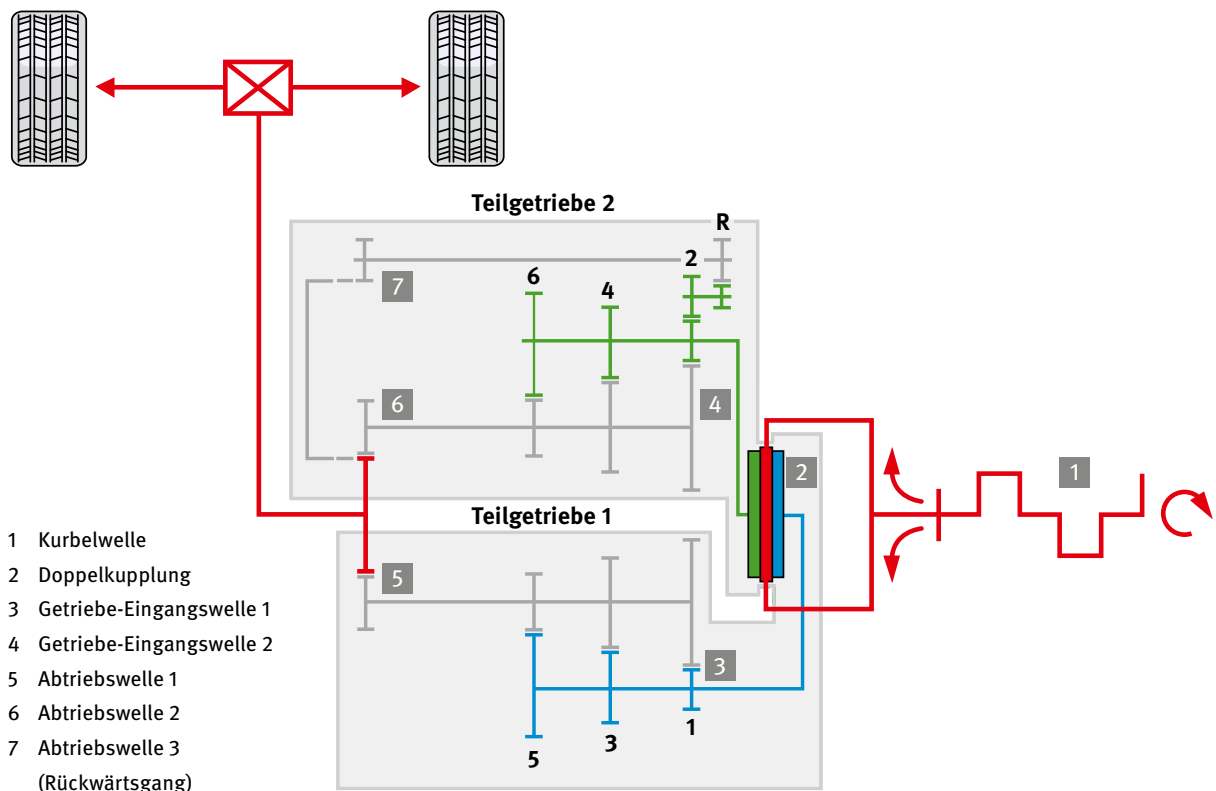 Teilgetriebe 2
R
2
6
4
7
6
4
2
1
Teilgetriebe 1
5
3
1
3
5
1 Kurbelwelle
2 Doppelkupplung
3 Getriebe-Eingangswelle 1
4 Getriebe-Eingangswelle 2
5 Abtriebswelle 1
6 Abtriebswelle 2
7 Abtriebswelle 3
(Rückwärtsgang)